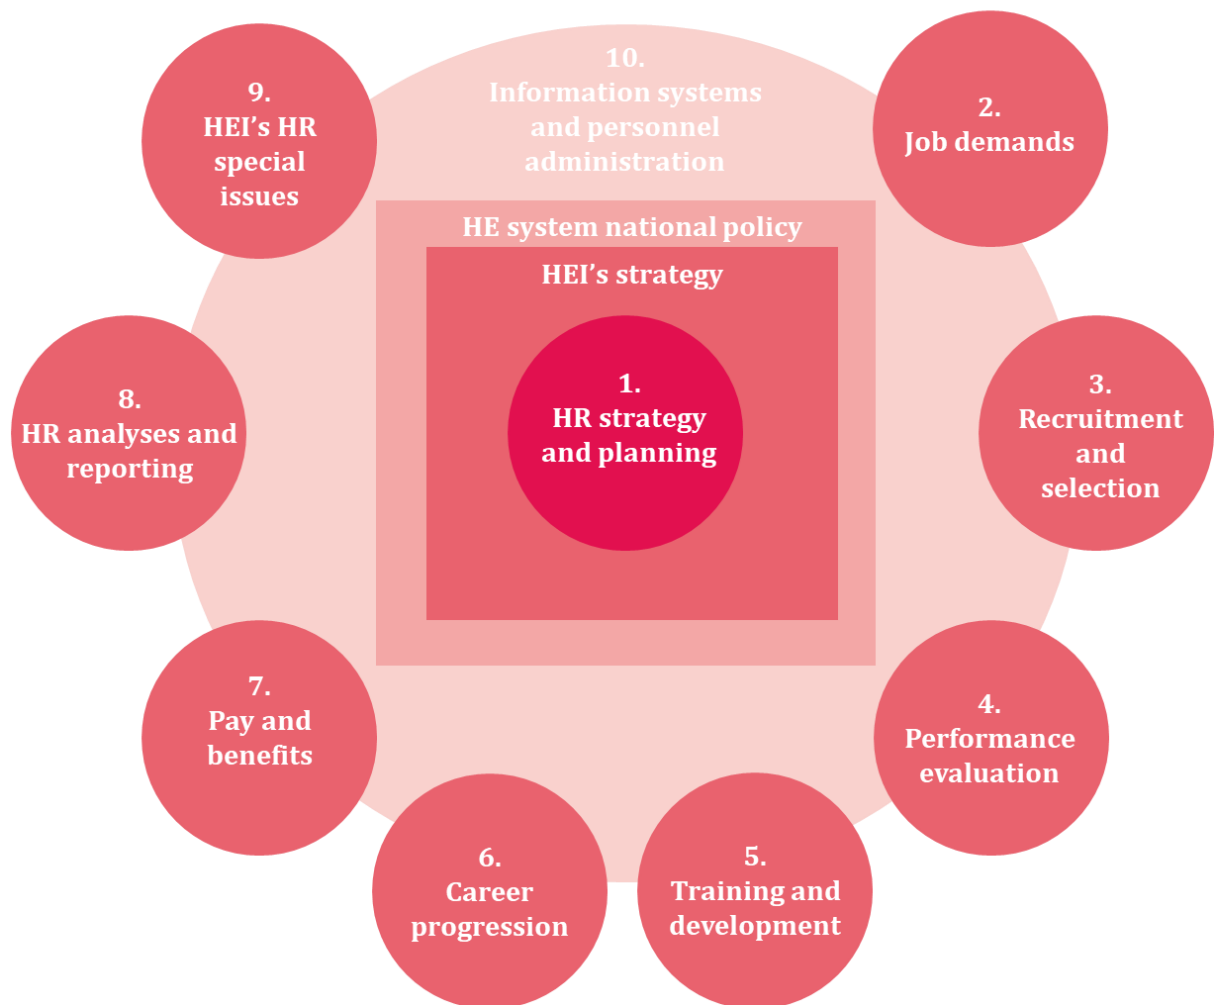 10.
Information systems
and personnel
administration
HE system national policy
HEI’s strategy
1.
HR strategy
and planning
2.
Job demands
3.
Recruitment
and
selection
4.
Performance
evaluation
5.
Training and
development
6.
Career
progression
7.
Pay and
benefits
8.
HR analyses and
reporting
9.
HEI’s HR
special
issues